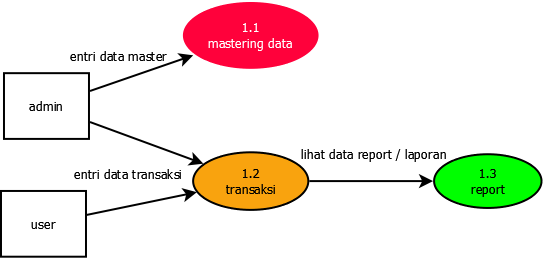 1.1
mastering data
entri data master
admin
lihat data report / laporan
1.2
transaksi
entri data transaksi
1.3
report
user